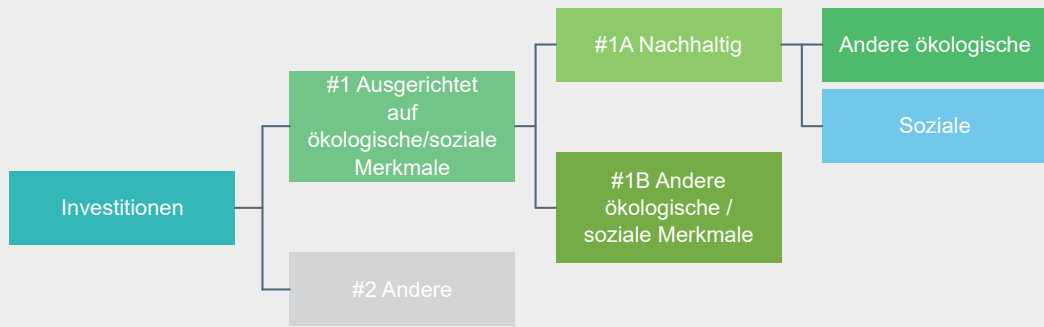 Investitionen
#1 Ausgerichtet
auf
ökologische/soziale
Merkmale
#2 Andere
#1A Nachhaltig
#1B Andere
ökologische /
soziale Merkmale
Andere ökologische
Soziale